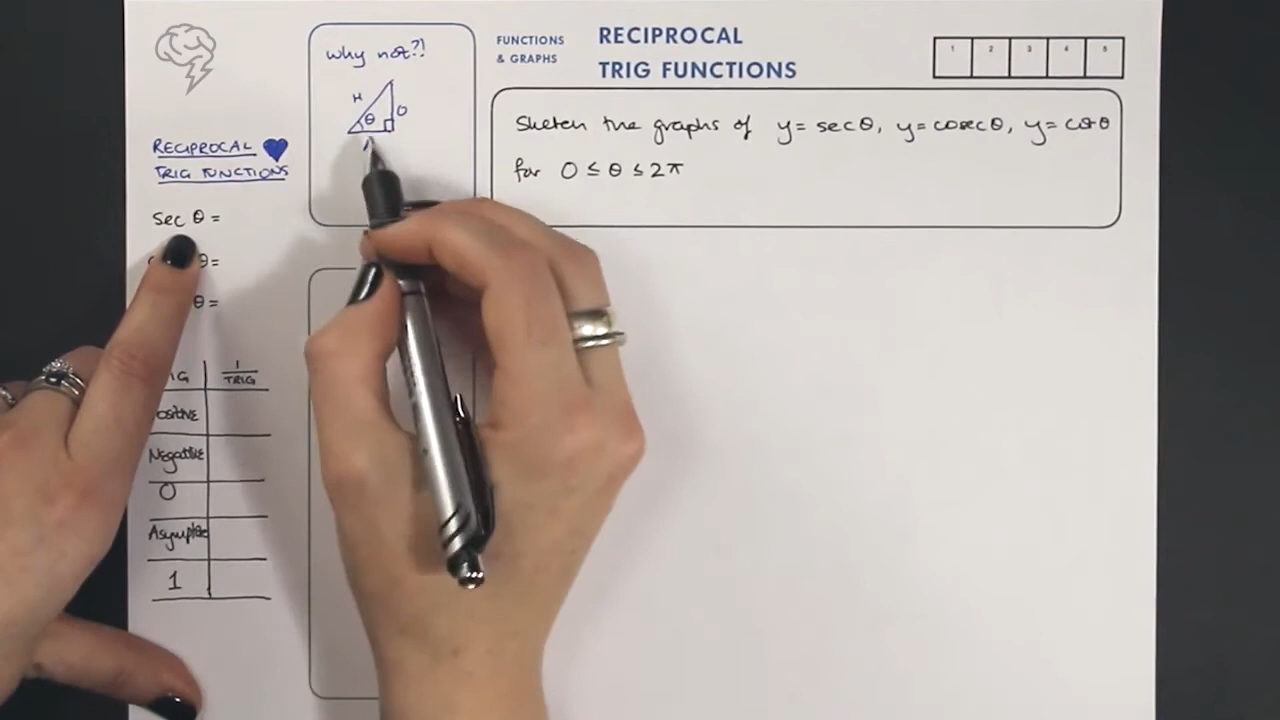 why not?!
H
θ
O
FUNCTIONS
& GRAPHS
RECIPROCAL
TRIG FUNCTIONS
1 2 3 4 5
Sketch the graphs of y = secθ, y = cosecθ, y = cotθ
for 0 ≤ θ ≤ 2π
RECIPROCAL
TRIG FUNCTIONS
sec θ =
θ =
θ =
1
TRIG
Negative
0
Asymptote
1